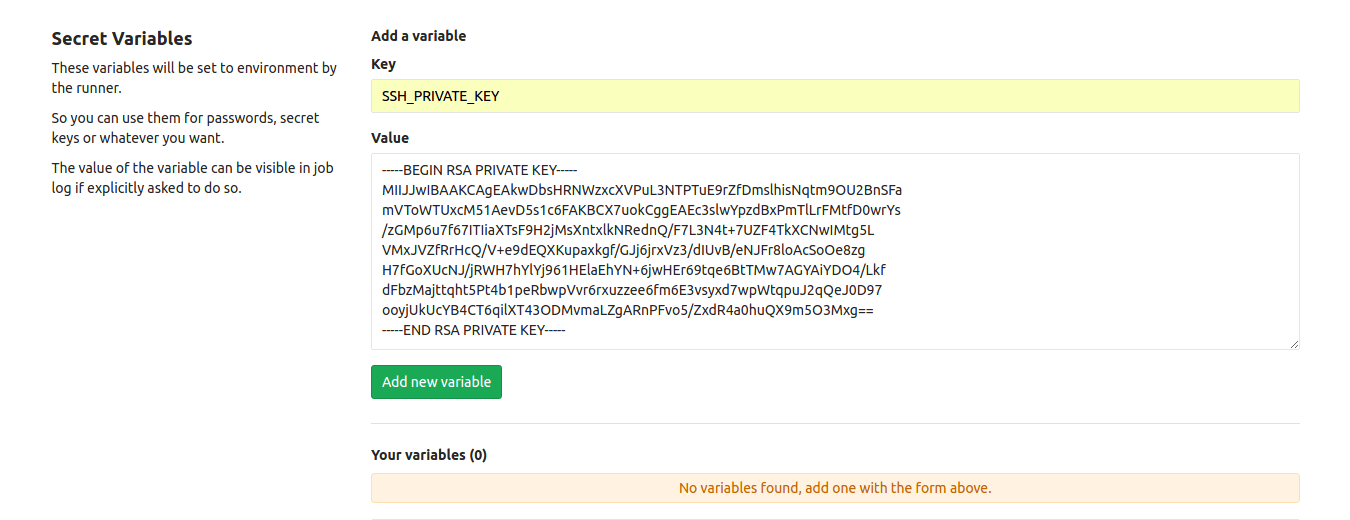 Secret Variables
These variables will be set to environment by
the runner.
So you can use them for passwords, secret
keys or whatever you want.
The value of the variable can be visible in job
log if explicitly asked to do so.
Add a variable
Key
SSH_PRIVATE_KEY
Value
-----BEGIN RSA PRIVATE KEY-----
MIIJJwIBAAKCAgEAkwDbsHRNWzxcXVPuL3NTPTuE9rZfDmslhisNqtm9OU2BnSFa
mVToWTUxcM51AevD5s1c6FAKBCX7uokCggEAEc3slwYpzdBxPmTlLrFMtfD0wrYs
/zGMp6u7f67ITIiaXTsF9H2jMsXntxlkNRednQ/F7L3N4t+7UZF4TkXCNwIMtg5L
VMxJVZfRrHcQ/V+e9dEQXKupaxkgf/GJj6jrxVz3/dIUvB/eNJFr8loAcSoOe8zg
H7fGoXUcNJ/jRWH7hYlYj961HElaEhYN+6jwHEr69tqe6BtTMw7AGYAiYDO4/Lkf
dFbzMajttqht5Pt4b1peRbwpVvr6rxuzzee6fm6E3vsyxd7wpWtqpuJ2qQeJ0D97
ooyjUkUcYB4CT6qilXT43ODMvmaLZgARnPFvo5/ZxdR4a0huQX9m5O3Mxg==
-----END RSA PRIVATE KEY-----
Add new variable
Your variables (0)
No variables found, add one with the form above.